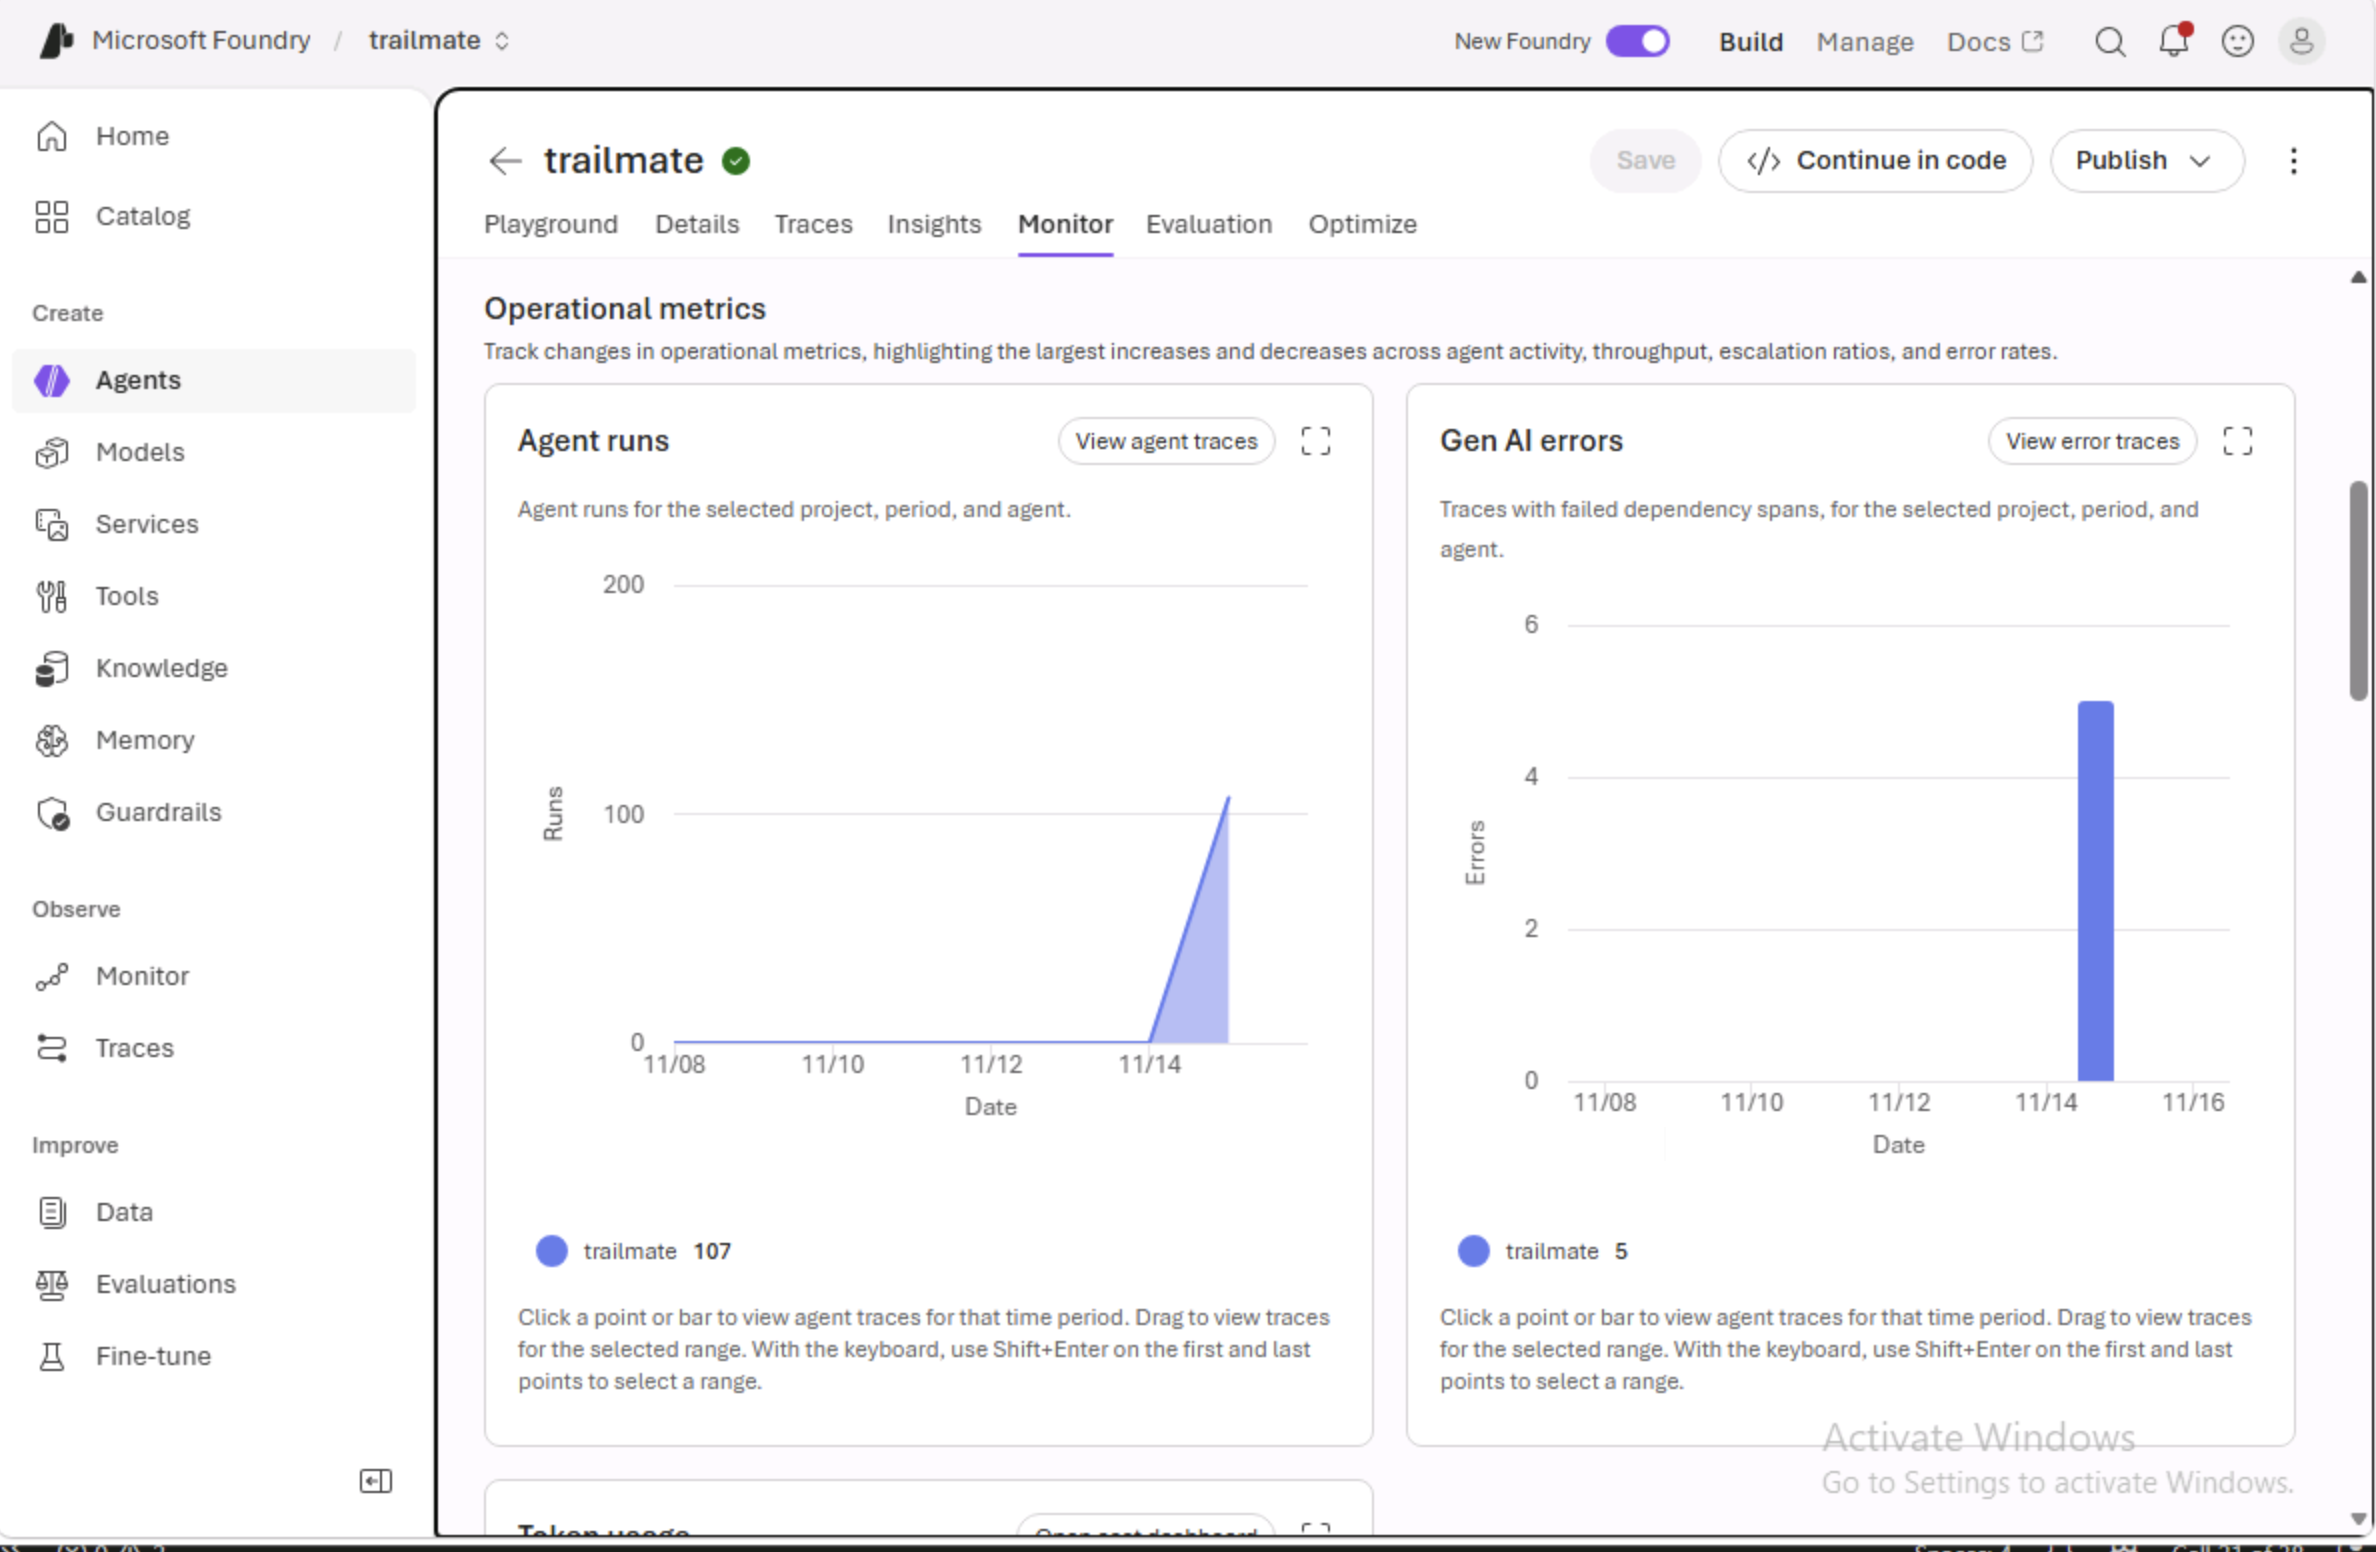 Microsoft Foundry / trailmate
New Foundry
Build
Manage
Docs
Home
Catalog
Create
Agents
Models
Services
Tools
Knowledge
Memory
Guardrails
Observe
Monitor
Traces
Improve
Data
Evaluations
Fine-tune
trailmate
Save
</> Continue in code
Publish
Playground Details Traces Insights Monitor Evaluation Optimize
Operational metrics
Track changes in operational metrics, highlighting the largest increases and decreases across agent activity, throughput, escalation ratios, and error rates.
Agent runs
View agent traces
Agent runs for the selected project, period, and agent.
200
100
0
Runs
11/08 11/10 11/12 11/14
Date
trailmate 107
Click a point or bar to view agent traces for that time period. Drag to view traces
for the selected range. With the keyboard, use Shift+Enter on the first and last
points to select a range.
Gen AI errors
View error traces
Traces with failed dependency spans, for the selected project, period, and
agent.
6
4
2
0
Errors
11/08 11/10 11/12 11/14 11/16
Date
trailmate 5
Click a point or bar to view agent traces for that time period. Drag to view traces
for the selected range. With the keyboard, use Shift+Enter on the first and last
points to select a range.
Token usage
Open cost dashboard
Activate Windows
Go to Settings to activate Windows.